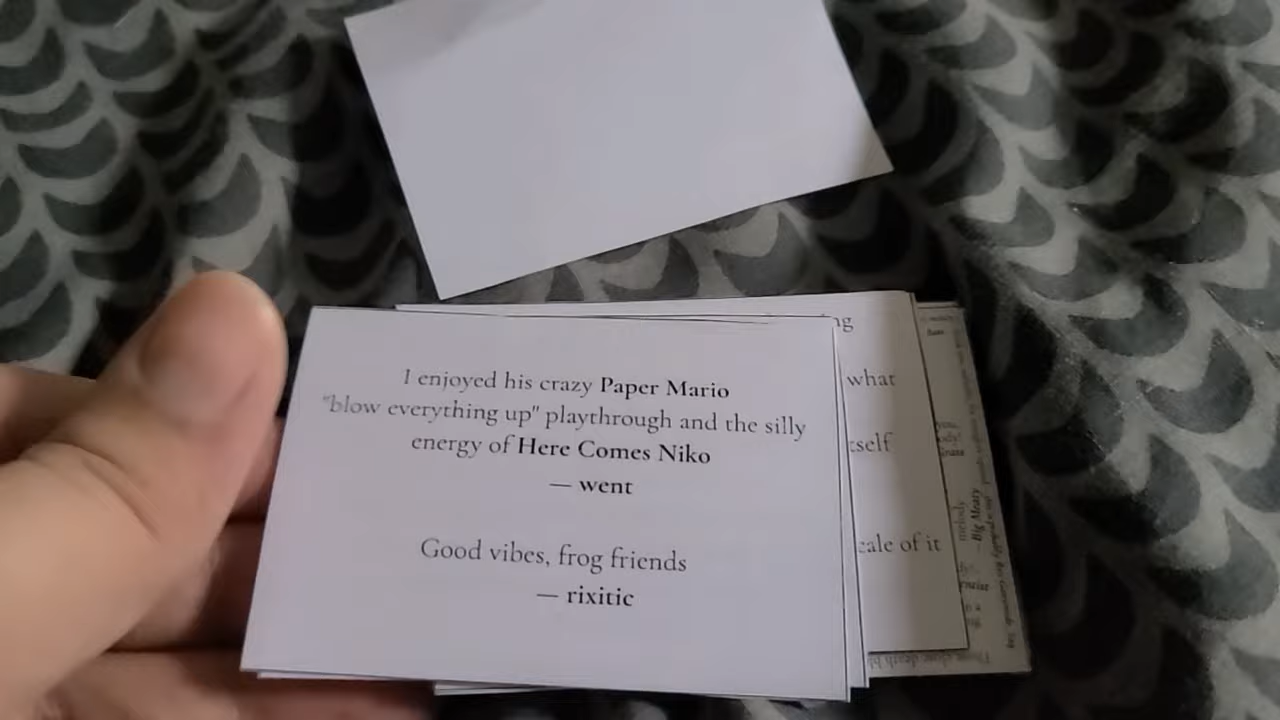 I enjoyed his crazy Paper Mario
"blow everything up" playthrough and the silly
energy of Here Comes Niko
— went
Good vibes, frog friends
— rixitic
what
cale of it
melody
— Big Meaty